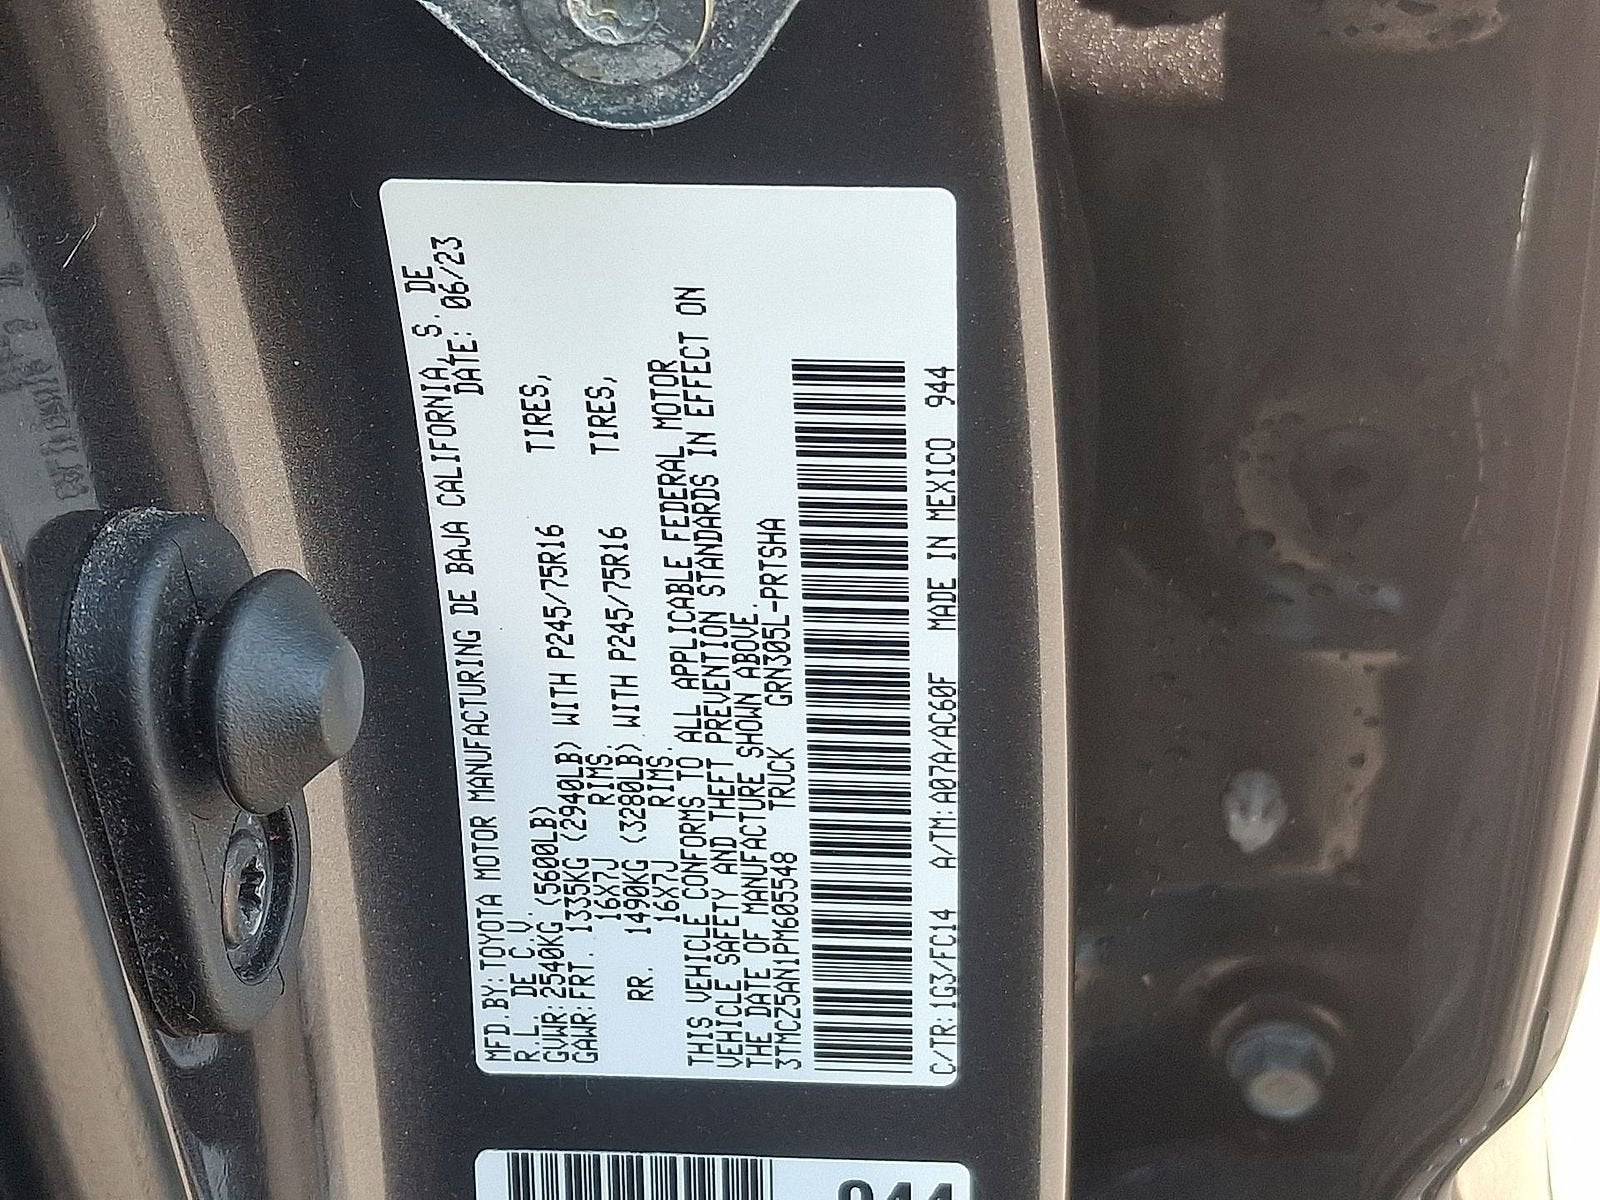 MFD.BY:TOYOTA MOTOR MANUFACTURING DE BAJA CALIFORNIA, S. DE
R.L. DE C.V. DATE: 06/23
GVWR:2540KG (5600LB)
GAWR:FRT. 1335KG (2940LB) WITH P245/75R16 TIRES,
16X7J RIMS.
RR. 1490KG (3280LB) WITH P245/75R16 TIRES,
16X7J RIMS.
THIS VEHICLE CONFORMS TO ALL APPLICABLE FEDERAL MOTOR
VEHICLE SAFETY AND THEFT PREVENTION STANDARDS IN EFFECT ON
THE DATE OF MANUFACTURE SHOWN ABOVE.
3TMCZ5AN1PM605548 TRUCK GRN305L-PRTSHA
C/TR:1G3/FC14 A/TM:A07A/AC60F MADE IN MEXICO 944